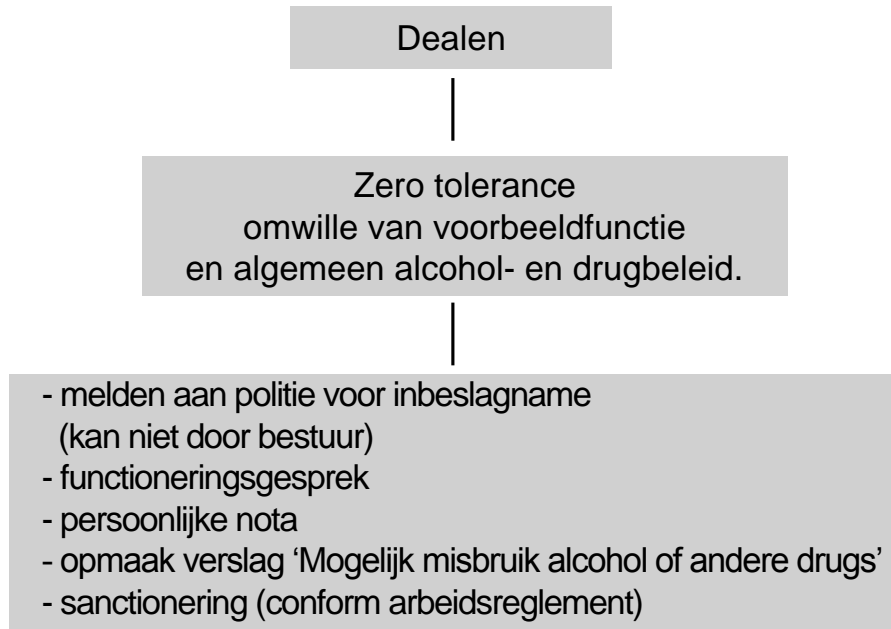 Dealen
Zero tolerance
omwille van voorbeeldfunctie
en algemeen alcohol- en drugbeleid.
- melden aan politie voor inbeslagname
(kan niet door bestuur)
- functioneringsgesprek
- persoonlijke nota
- opmaak verslag ‘Mogelijk misbruik alcohol of andere drugs’
- sanctionering (conform arbeidsreglement)